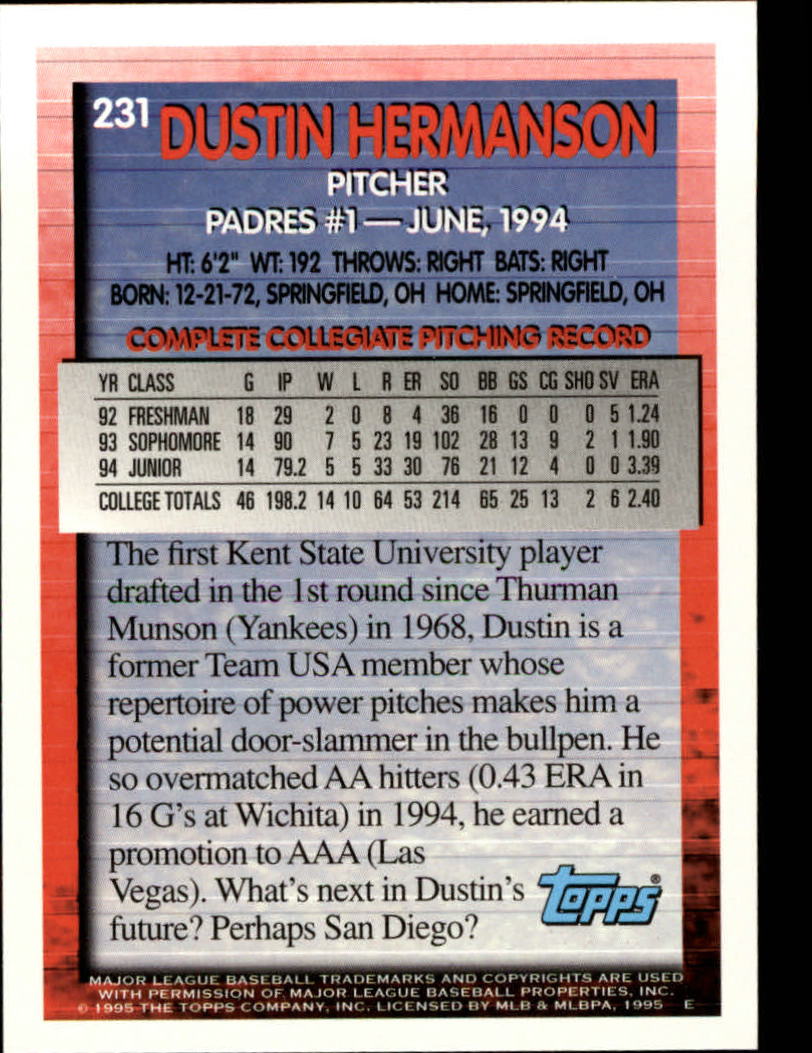 231 DUSTIN HERMANSON
PITCHER
PADRES #1 — JUNE, 1994
HT: 6'2" WT: 192 THROWS: RIGHT BATS: RIGHT
BORN: 12-21-72, SPRINGFIELD, OH HOME: SPRINGFIELD, OH
COMPLETE COLLEGIATE PITCHING RECORD
YR CLASS G IP W L R ER SO BB GS CG SHO SV ERA
92 FRESHMAN 18 29 2 0 8 4 36 16 0 0 0 5 1.24
93 SOPHOMORE 14 90 7 5 23 19 102 28 13 9 2 1 1.90
94 JUNIOR 14 79.2 5 5 33 30 76 21 12 4 0 0 3.39
COLLEGE TOTALS 46 198.2 14 10 64 53 214 65 25 13 2 6 2.40
The first Kent State University player
drafted in the 1st round since Thurman
Munson (Yankees) in 1968, Dustin is a
former Team USA member whose
repertoire of power pitches makes him a
potential door-slammer in the bullpen. He
so overmatched AA hitters (0.43 ERA in
16 G's at Wichita) in 1994, he earned a
promotion to AAA (Las
Vegas). What's next in Dustin's
future? Perhaps San Diego?
topps®
MAJOR LEAGUE BASEBALL TRADEMARKS AND COPYRIGHTS ARE USED
WITH PERMISSION OF MAJOR LEAGUE BASEBALL PROPERTIES, INC.
© 1995 THE TOPPS COMPANY, INC. LICENSED BY MLB & MLBPA, 1995 E